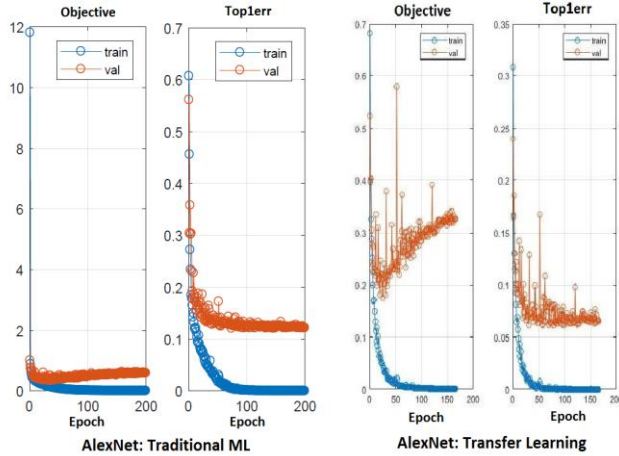 Objective
Top1err
Objective
Top1err
12
10
8
6
4
2
0
0
100
200
train
val
Epoch
0.7
0.6
0.5
0.4
0.3
0.2
0.1
0
0
100
200
train
val
Epoch
0.7
0.6
0.5
0.4
0.3
0.2
0.1
0
0
50
100
150
200
train
val
Epoch
0.35
0.3
0.25
0.2
0.15
0.1
0.05
0
0
50
100
150
200
train
val
Epoch
AlexNet: Traditional ML
AlexNet: Transfer Learning